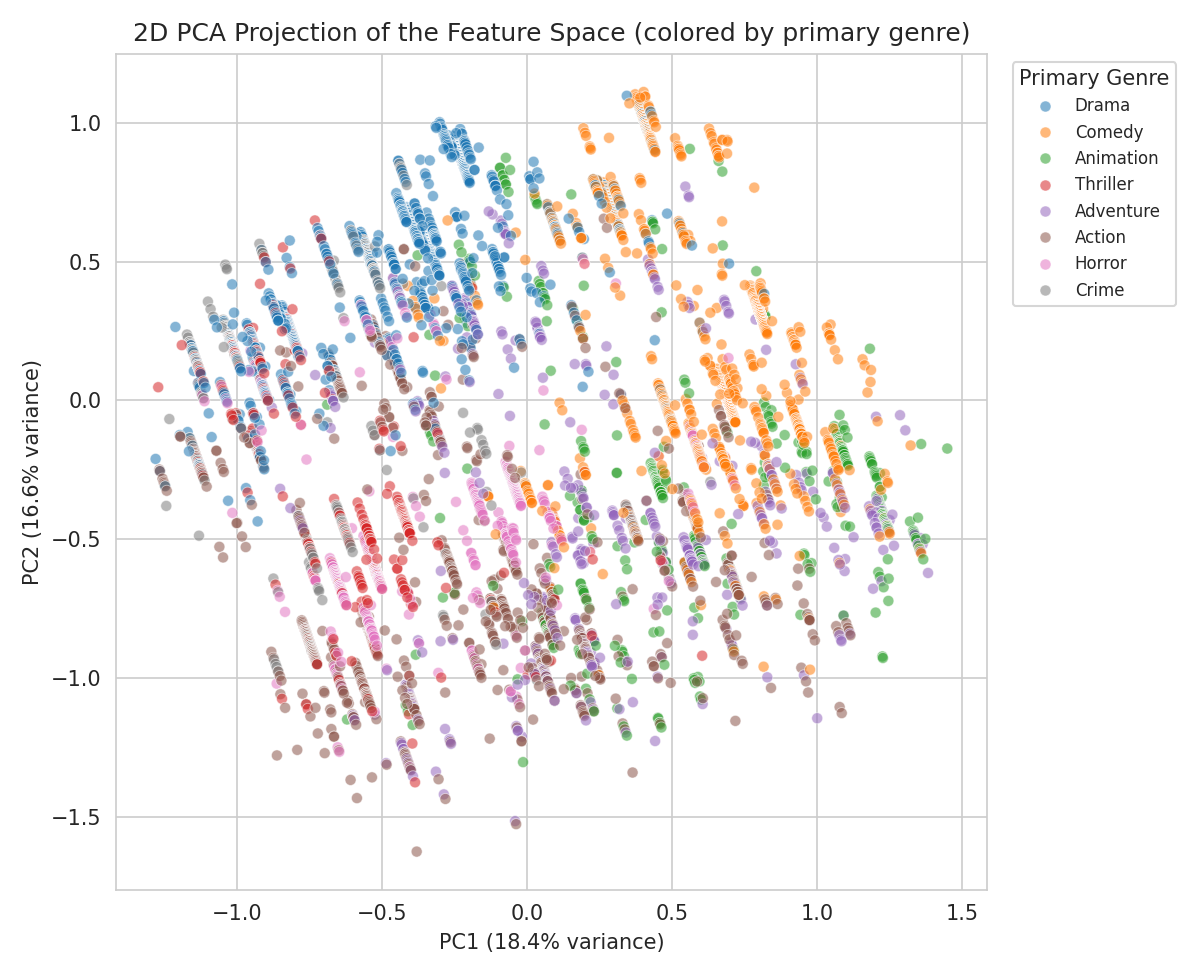 2D PCA Projection of the Feature Space (colored by primary genre)
Primary Genre
Drama
Comedy
Animation
Thriller
Adventure
Action
Horror
Crime
PC2 (16.6% variance)
1.0
0.5
0.0
−0.5
−1.0
−1.5
−1.0
−0.5
0.0
0.5
1.0
1.5
PC1 (18.4% variance)